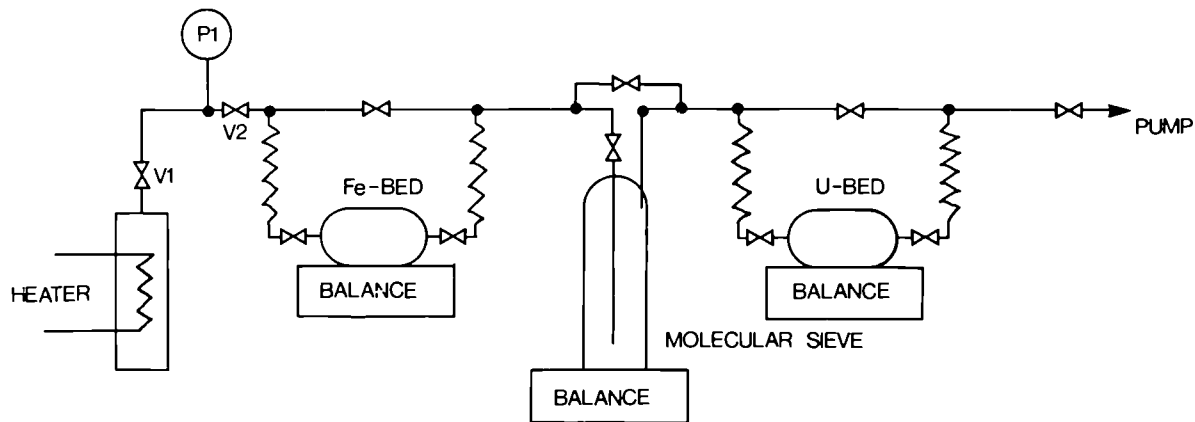 P1
V2
V1
Fe-BED
U-BED
PUMP
HEATER
BALANCE
BALANCE
MOLECULAR SIEVE
BALANCE